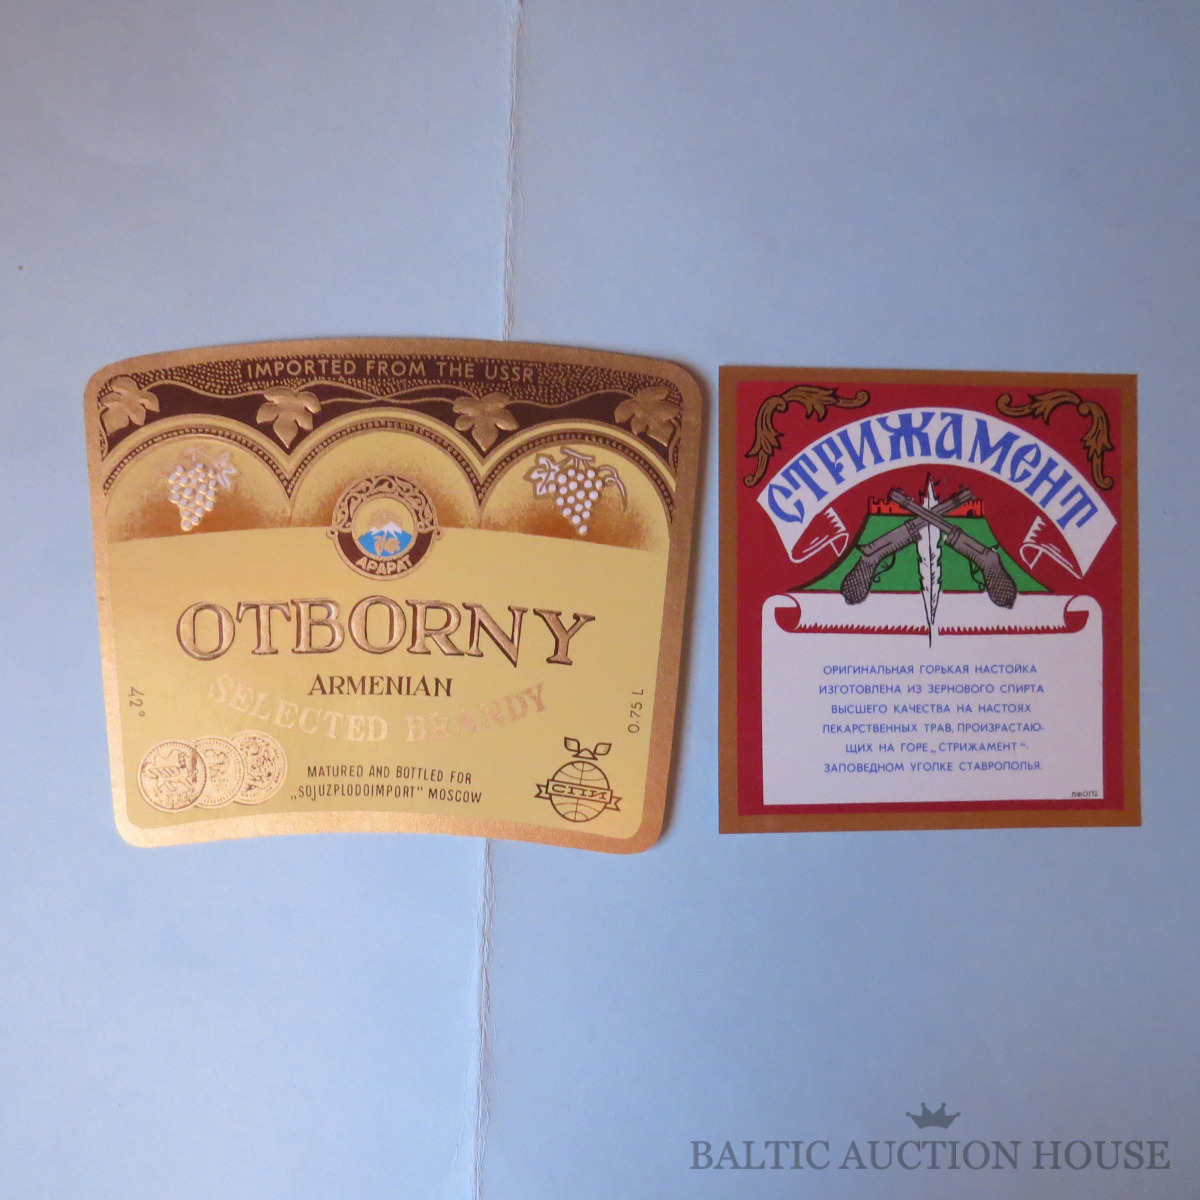 IMPORTED FROM THE USSR
АРАРАТ
OTBORNY
ARMENIAN
SELECTED BRANDY
42°
0.75 L
MATURED AND BOTTLED FOR
„SOJUZPLODOIMPORT“ MOSCOW
СПИ
СТРИЖАМЕНТ
ОРИГИНАЛЬНАЯ ГОРЬКАЯ НАСТОЙКА
ИЗГОТОВЛЕНА ИЗ ЗЕРНОВОГО СПИРТА
ВЫСШЕГО КАЧЕСТВА НА НАСТОЯХ
ЛЕКАРСТВЕННЫХ ТРАВ, ПРОИЗРАСТАЮ-
ЩИХ НА ГОРЕ „СТРИЖАМЕНТ“-
ЗАПОВЕДНОМ УГОЛКЕ СТАВРОПОЛЬЯ.
BALTIC AUCTION HOUSE